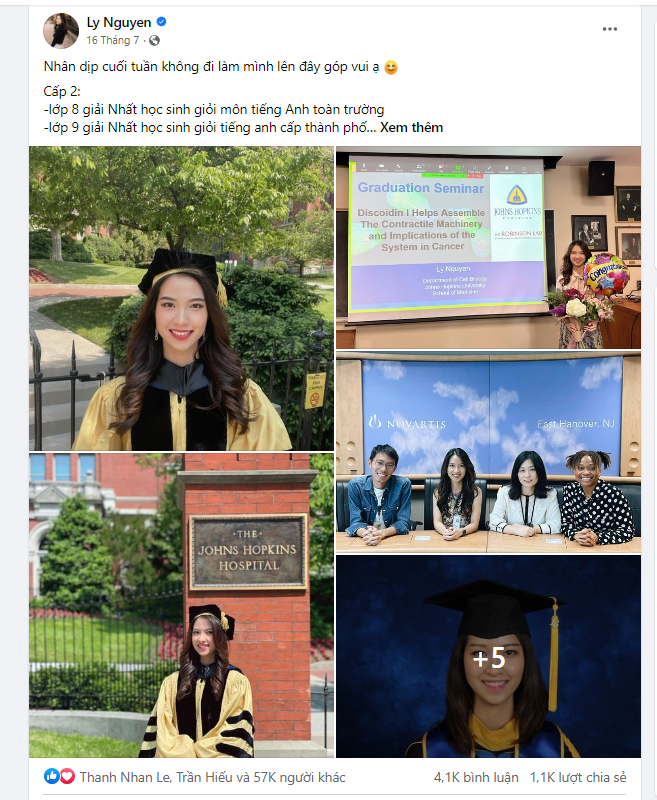 Ly Nguyen
16 Tháng 7 ·
Nhân dịp cuối tuần không đi làm mình lên đây góp vui ạ 😊
Cấp 2:
-lớp 8 giải Nhất học sinh giỏi môn tiếng Anh toàn trường
-lớp 9 giải Nhất học sinh giỏi tiếng anh cấp thành phố... Xem thêm
Graduation Seminar
Discoidin I Helps Assemble
The Contractile Machinery
and Implications of the
System in Cancer
Ly Nguyen
Department of Cell Biology
Johns Hopkins University
School of Medicine
JOHNS HOPKINS
MEDICINE
THE ROBINSON LAB
Congrats
NOVARTIS
East Hanover, NJ
·THE·
JOHNS HOPKINS
HOSPITAL
+5
Thanh Nhan Le, Trần Hiếu và 57K người khác
4,1K bình luận
1,1K lượt chia sẻ